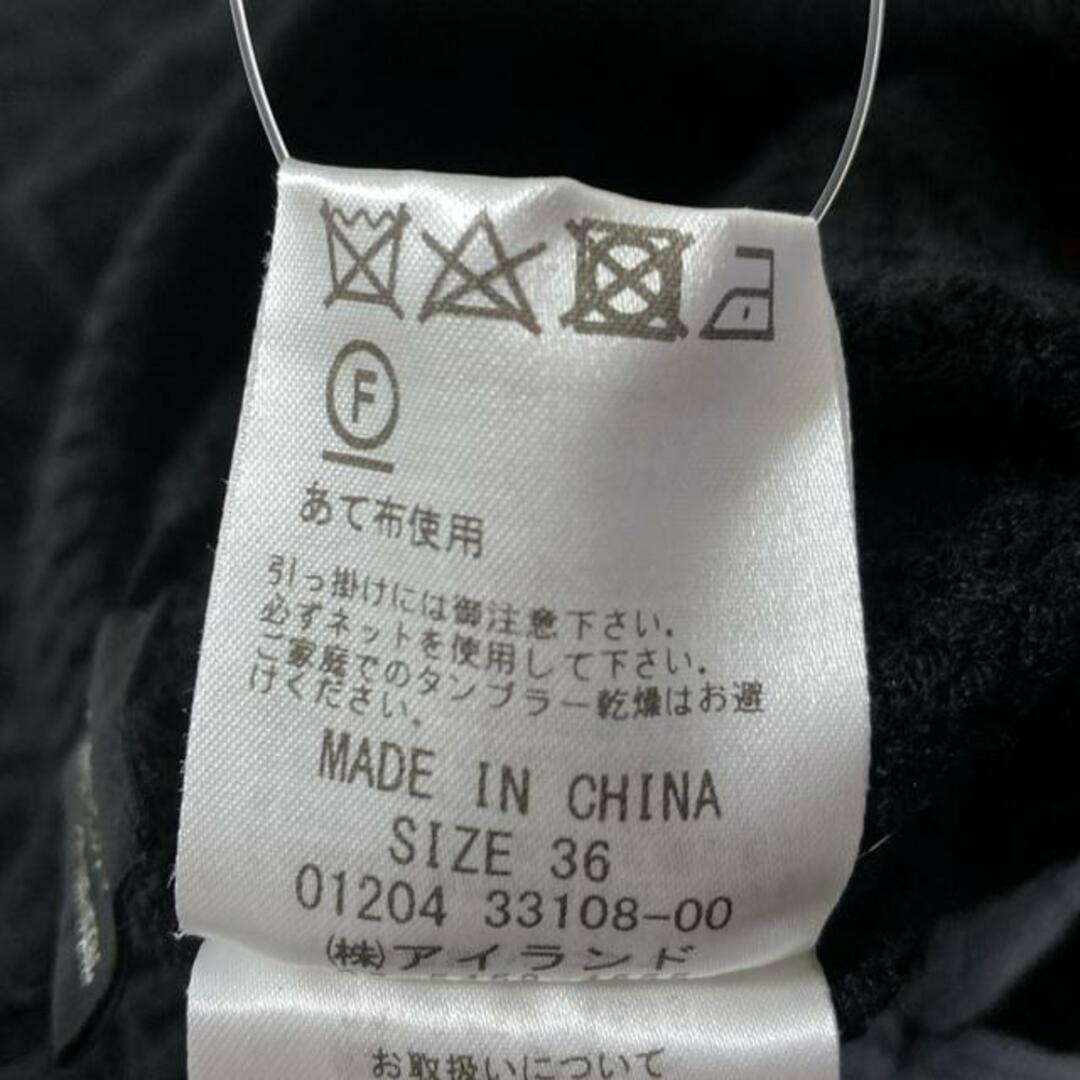 F
あて布使用
引っ掛けには御注意下さい.
必ずネットを使用して下さい.
ご家庭でのタンブラー乾燥はお避
けください。
MADE IN CHINA
SIZE 36
01204 33108-00
(株)アイランド
お取扱いについて